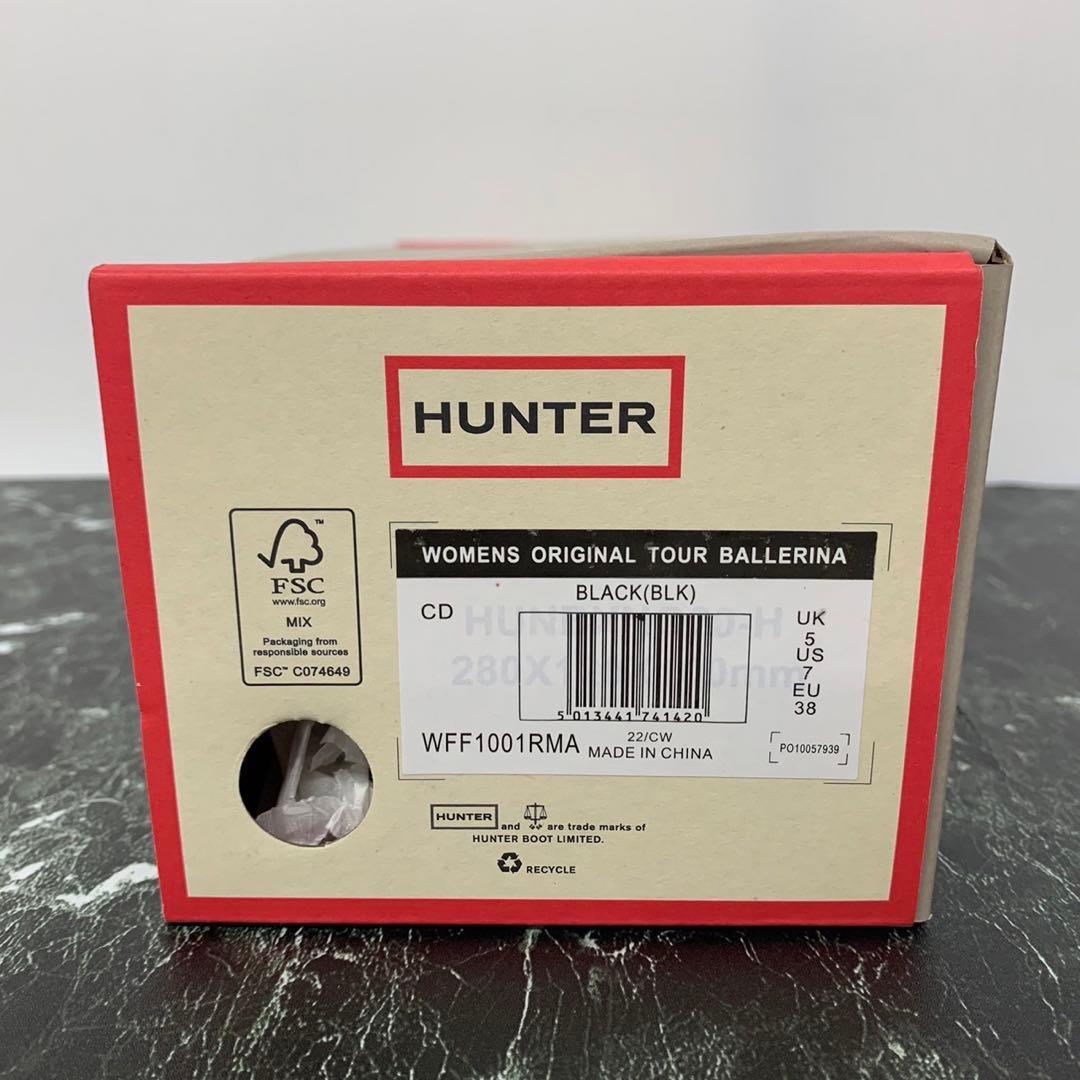 HUNTER
FSC™
www.fsc.org
MIX
Packaging from
responsible sources
FSC™ C074649
WOMENS ORIGINAL TOUR BALLERINA
BLACK(BLK)
CD
UK
5
US
7
EU
38
5 013441 741420
WFF1001RMA
22/CW
MADE IN CHINA
PO10057939
HUNTER and are trade marks of
HUNTER BOOT LIMITED.
RECYCLE